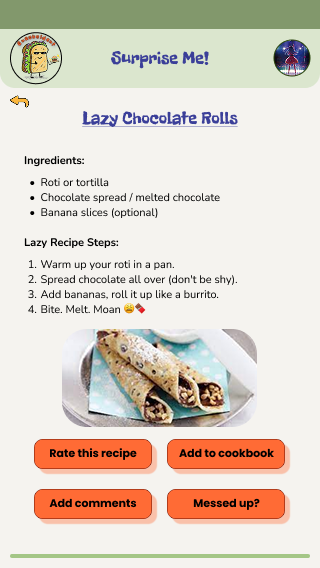 Surprise Me!
Lazy Chocolate Rolls
Ingredients:
• Roti or tortilla
• Chocolate spread / melted chocolate
• Banana slices (optional)
Lazy Recipe Steps:
1. Warm up your roti in a pan.
2. Spread chocolate all over (don't be shy).
3. Add bananas, roll it up like a burrito.
4. Bite. Melt. Moan 😩🍫
Rate this recipe
Add to cookbook
Add comments
Messed up?